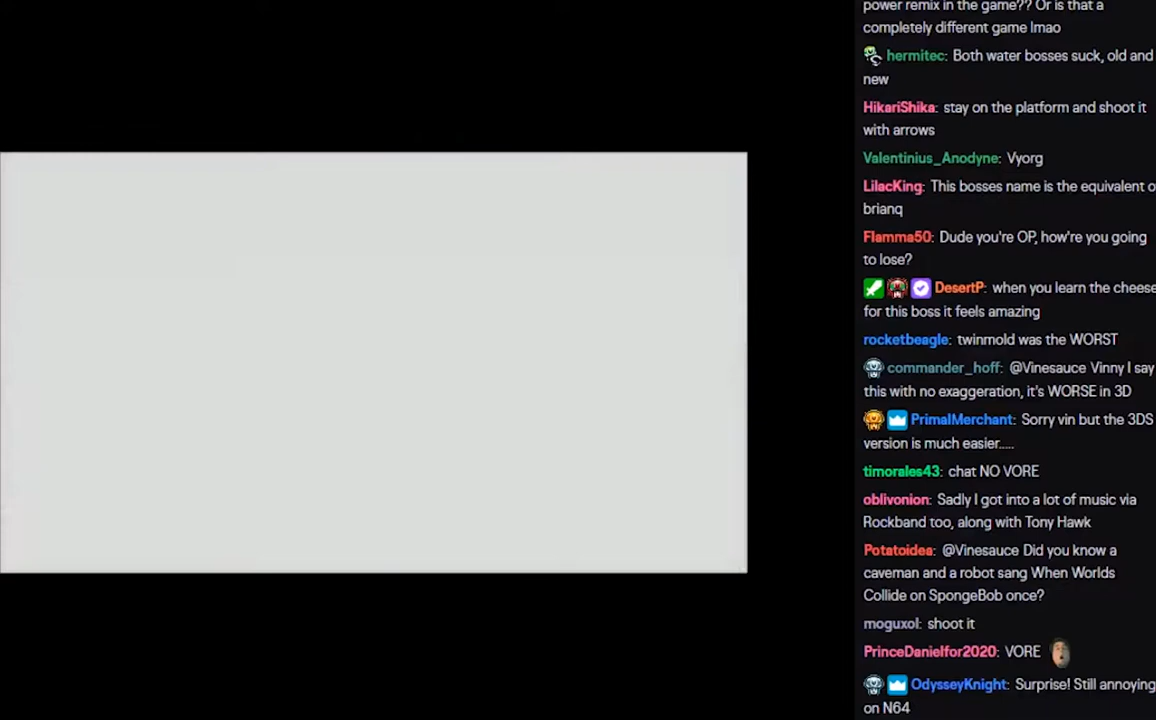 power remix in the game?? Or is that a
completely different game lmao
hermitec: Both water bosses suck, old and
new
HikariShika: stay on the platform and shoot it
with arrows
Valentinius_Anodyne: Vyorg
LilacKing: This bosses name is the equivalent o
brianq
Flamma50: Dude you're OP, how're you going
to lose?
DesertP: when you learn the cheese
for this boss it feels amazing
rocketbeagle: twinmold was the WORST
commander_hoff: @Vinesauce Vinny I say
this with no exaggeration, it's WORSE in 3D
PrimalMerchant: Sorry vin but the 3DS
version is much easier.....
timorales43: chat NO VORE
oblivonion: Sadly I got into a lot of music via
Rockband too, along with Tony Hawk
Potatoidea: @Vinesauce Did you know a
caveman and a robot sang When Worlds
Collide on SpongeBob once?
moguxol: shoot it
PrinceDanielfor2020: VORE
OdysseyKnight: Surprise! Still annoying
on N64